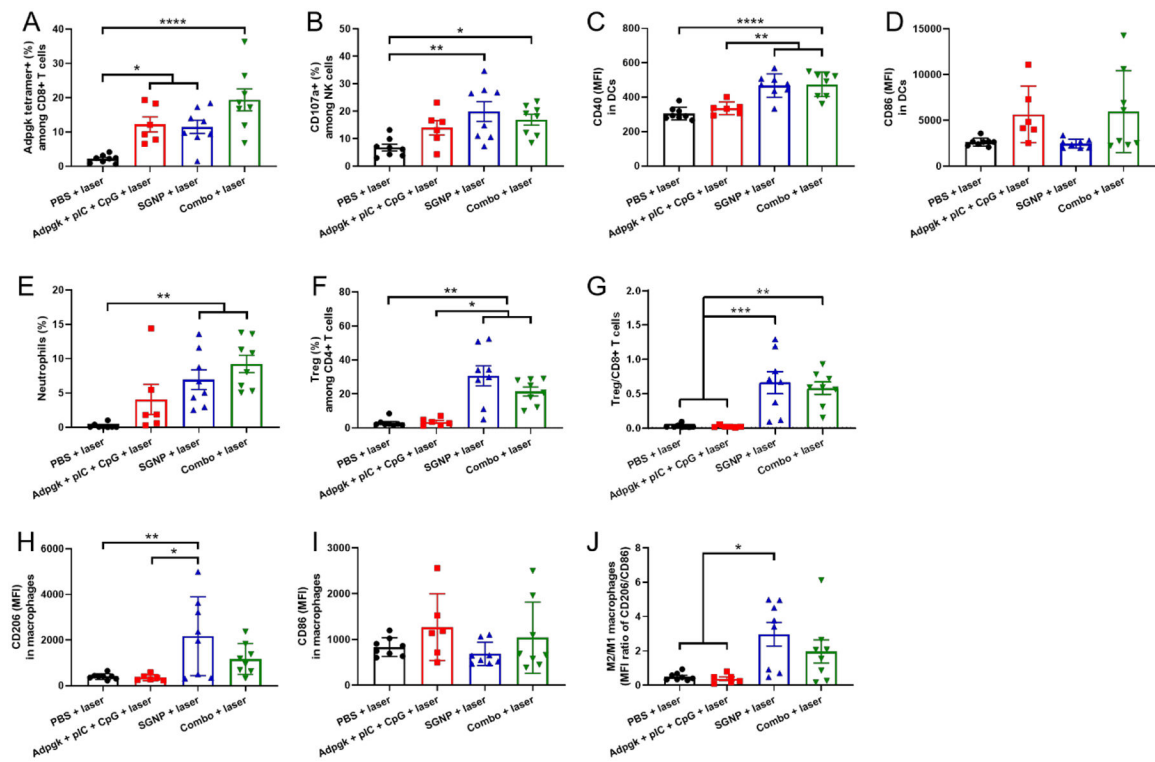 A
Adpgk tetramer+ (%)
among CD8+ T cells
40
30
20
10
0
****
*
PBS + laser
Adpgk + pIC + CpG + laser
SGNP + laser
Combo + laser
B
CD107a+ (%)
among NK cells
50
40
30
20
10
0
*
**
PBS + laser
Adpgk + pIC + CpG + laser
SGNP + laser
Combo + laser
C
CD40 (MFI)
in DCs
800
600
400
200
0
****
**
PBS + laser
Adpgk + pIC + CpG + laser
SGNP + laser
Combo + laser
D
CD86 (MFI)
in DCs
15000
10000
5000
0
PBS + laser
Adpgk + pIC + CpG + laser
SGNP + laser
Combo + laser
E
Neutrophils (%)
20
15
10
5
0
**
PBS + laser
Adpgk + pIC + CpG + laser
SGNP + laser
Combo + laser
F
Treg (%)
among CD4+ T cells
80
60
40
20
0
**
*
PBS + laser
Adpgk + pIC + CpG + laser
SGNP + laser
Combo + laser
G
Treg/CD8+ T cells
2.0
1.5
1.0
0.5
0.0
**
***
PBS + laser
Adpgk + pIC + CpG + laser
SGNP + laser
Combo + laser
H
CD206 (MFI)
in macrophages
6000
4000
2000
0
**
*
PBS + laser
Adpgk + pIC + CpG + laser
SGNP + laser
Combo + laser
I
CD86 (MFI)
in macrophages
3000
2000
1000
0
PBS + laser
Adpgk + pIC + CpG + laser
SGNP + laser
Combo + laser
J
M2/M1 macrophages
(MFI ratio of CD206/CD86)
10
8
6
4
2
0
*
PBS + laser
Adpgk + pIC + CpG + laser
SGNP + laser
Combo + laser